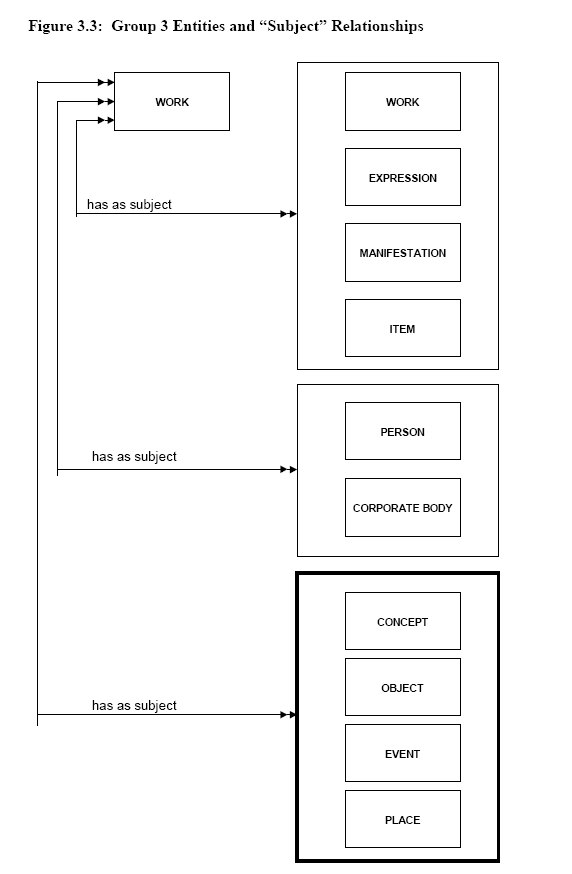 Figure 3.3:  Group 3 Entities and “Subject” Relationships
WORK
WORK
EXPRESSION
has as subject
MANIFESTATION
ITEM
PERSON
has as subject
CORPORATE BODY
CONCEPT
OBJECT
has as subject
EVENT
PLACE